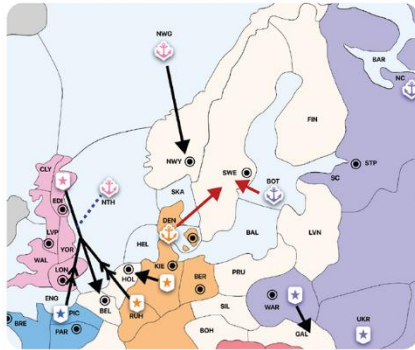 NWG
BAR
NC
FIN
NWY
SWE
STP
CLY
BOT
SC
EDI
NTH
SKA
LVP
YOR
DEN
BAL
LVN
WAL
HEL
LON
HOL
KIE
PRU
BER
ENG
BEL
RUH
SIL
WAR
PIC
BRE
PAR
BOH
GAL
UKR